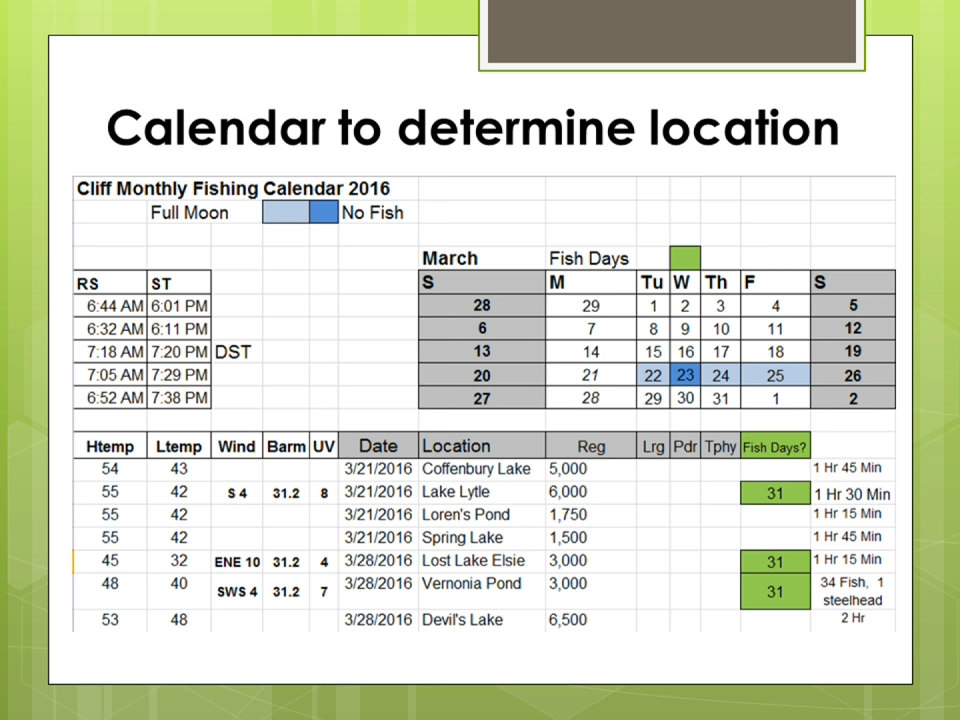 Calendar to determine location
Cliff Monthly Fishing Calendar 2016
Full Moon No Fish
March Fish Days
RS ST S M Tu W Th F S
6:44 AM 6:01 PM 28 29 1 2 3 4 5
6:32 AM 6:11 PM 6 7 8 9 10 11 12
7:18 AM 7:20 PM DST 13 14 15 16 17 18 19
7:05 AM 7:29 PM 20 21 22 23 24 25 26
6:52 AM 7:38 PM 27 28 29 30 31 1 2
Htemp Ltemp Wind Barm UV Date Location Reg Lrg Pdr Tphy Fish Days?
54 43 3/21/2016 Coffenbury Lake 5,000 1 Hr 45 Min
55 42 S 4 31.2 8 3/21/2016 Lake Lytle 6,000 31 1 Hr 30 Min
55 42 3/21/2016 Loren's Pond 1,750 1 Hr 15 Min
55 42 3/21/2016 Spring Lake 1,500 1 Hr 45 Min
45 32 ENE 10 31.2 4 3/28/2016 Lost Lake Elsie 3,000 31 1 Hr 15 Min
48 40 SWS 4 31.2 7 3/28/2016 Vernonia Pond 3,000 31 34 Fish, 1
steelhead
53 48 3/28/2016 Devil's Lake 6,500 2 Hr